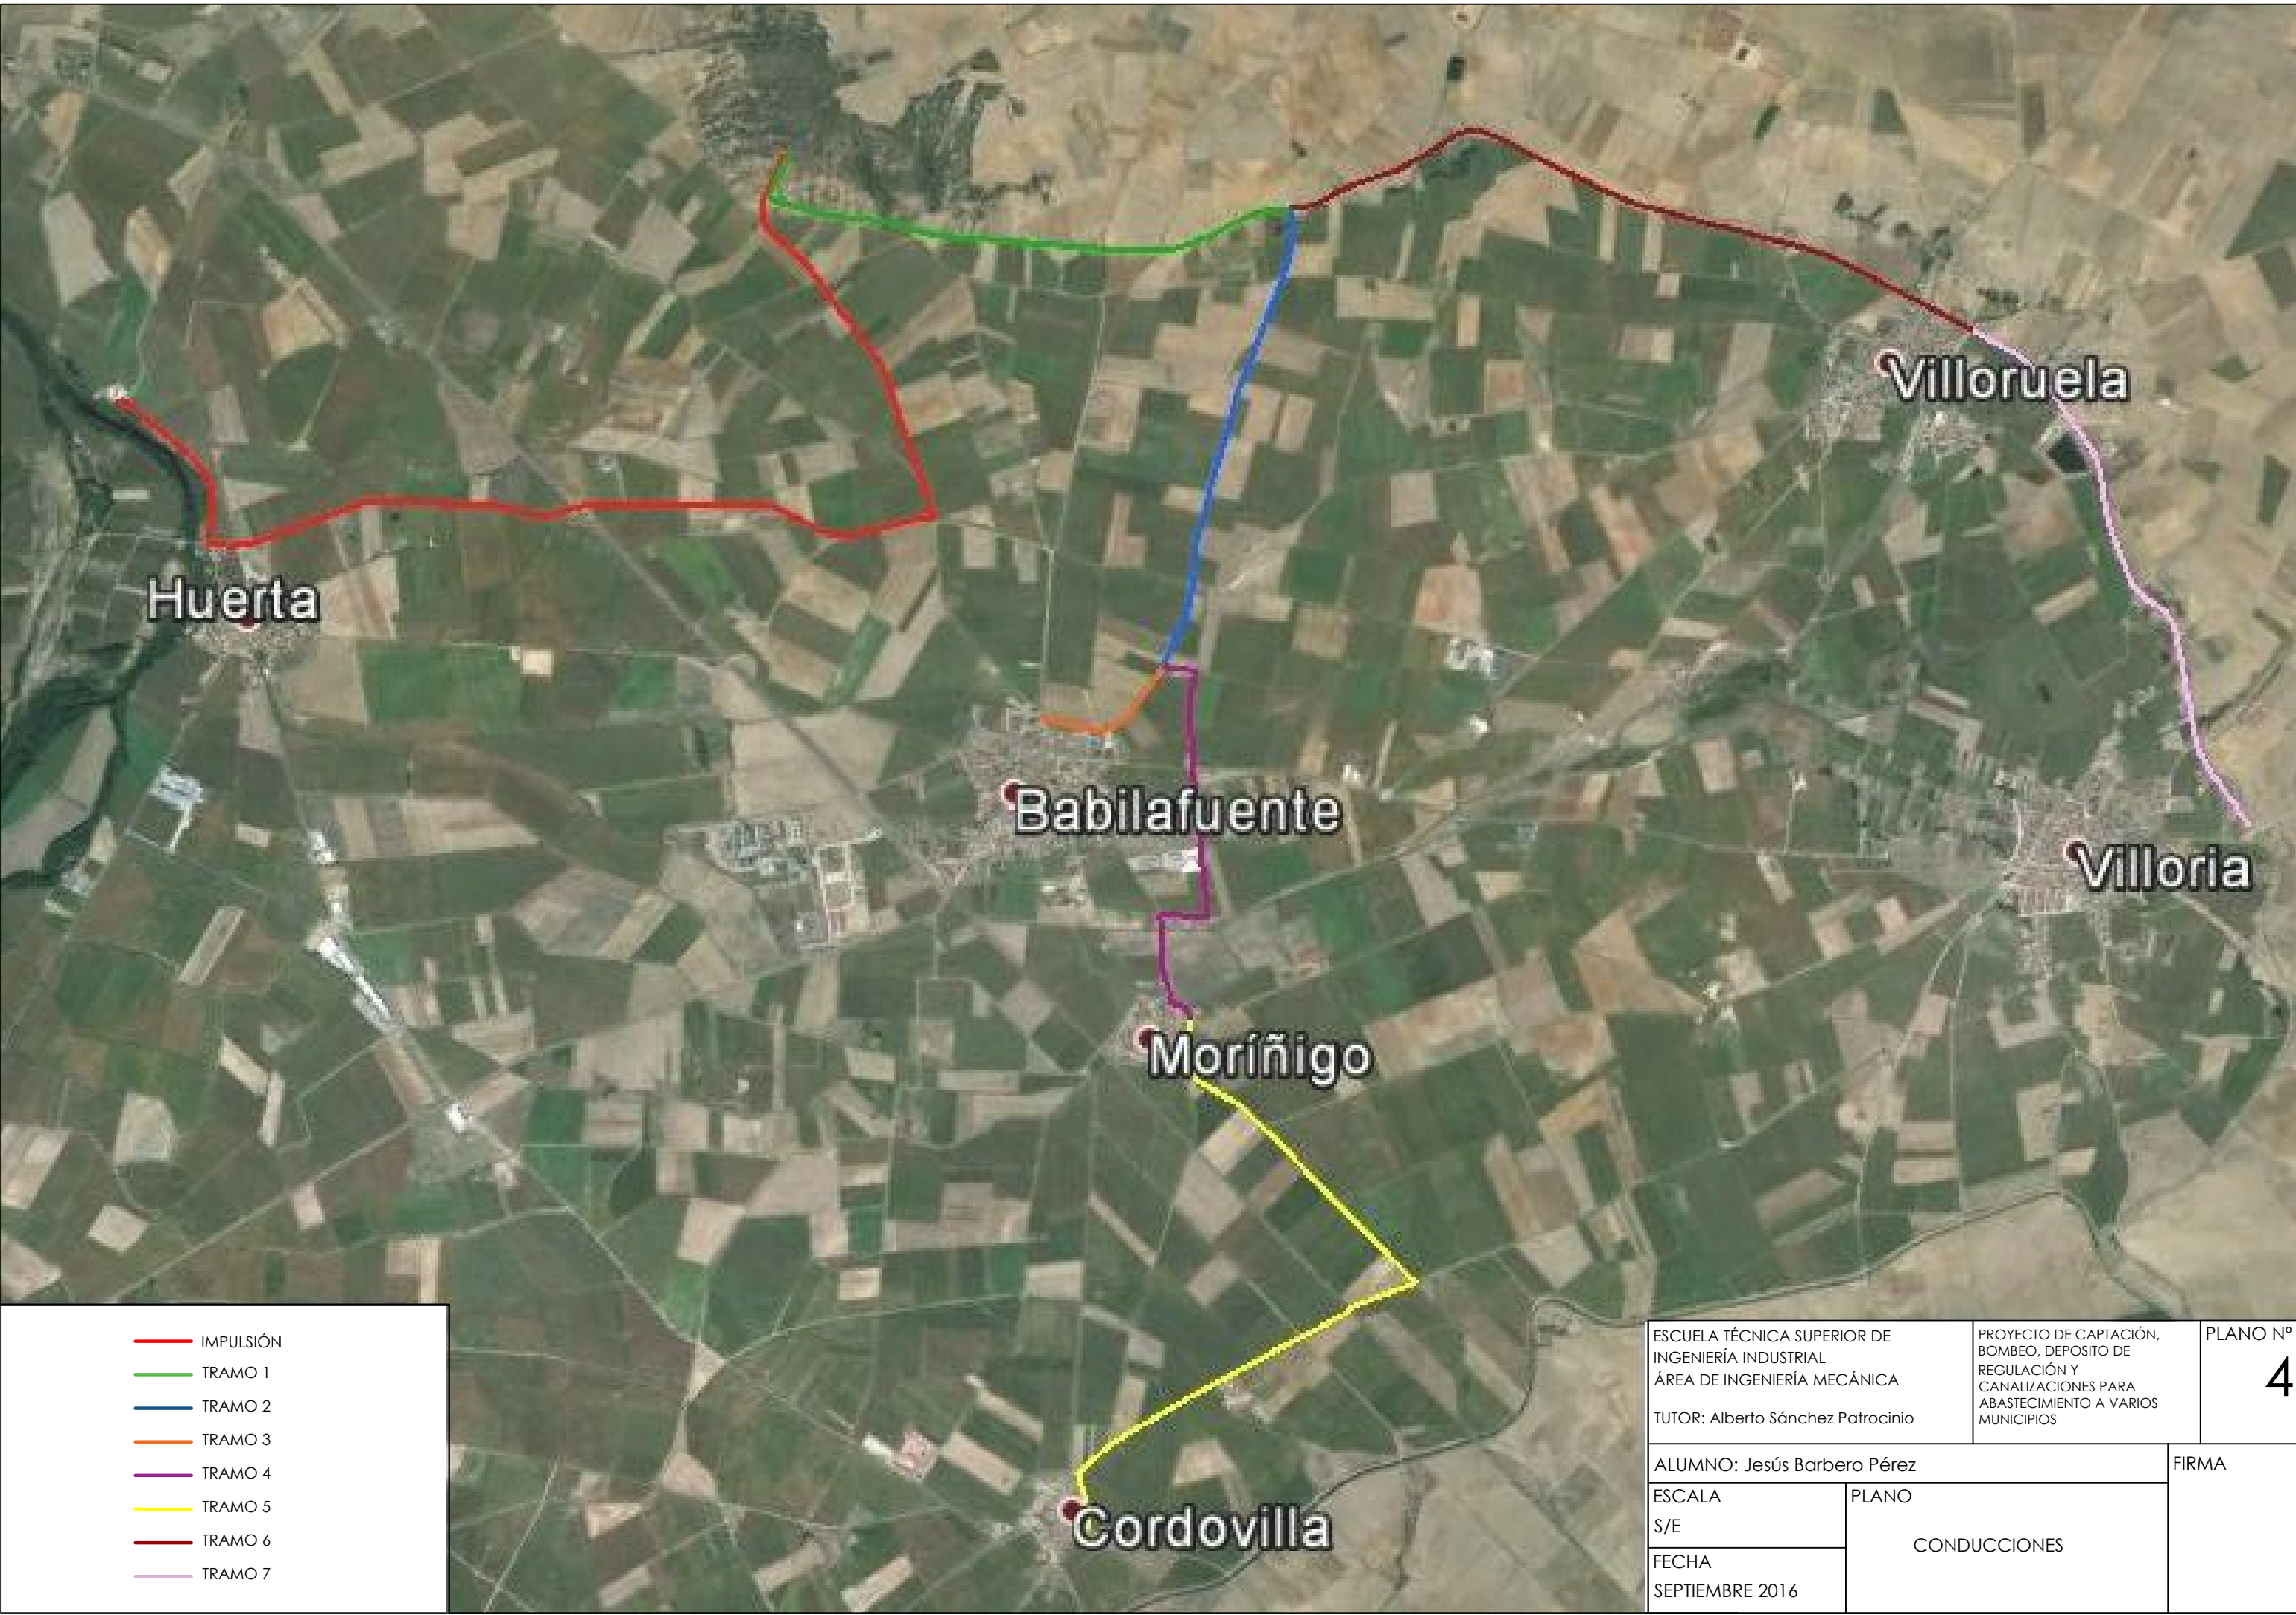 Villoruela
Huerta
Babilafuente
Villoria
Moríñigo
Cordovilla
IMPULSIÓN
TRAMO 1
TRAMO 2
TRAMO 3
TRAMO 4
TRAMO 5
TRAMO 6
TRAMO 7
ESCUELA TÉCNICA SUPERIOR DE
INGENIERÍA INDUSTRIAL
ÁREA DE INGENIERÍA MECÁNICA
TUTOR: Alberto Sánchez Patrocinio
PROYECTO DE CAPTACIÓN,
BOMBEO, DEPOSITO DE
REGULACIÓN Y
CANALIZACIONES PARA
ABASTECIMIENTO A VARIOS
MUNICIPIOS
PLANO Nº
4
ALUMNO: Jesús Barbero Pérez
FIRMA
ESCALA
S/E
PLANO
CONDUCCIONES
FECHA
SEPTIEMBRE 2016